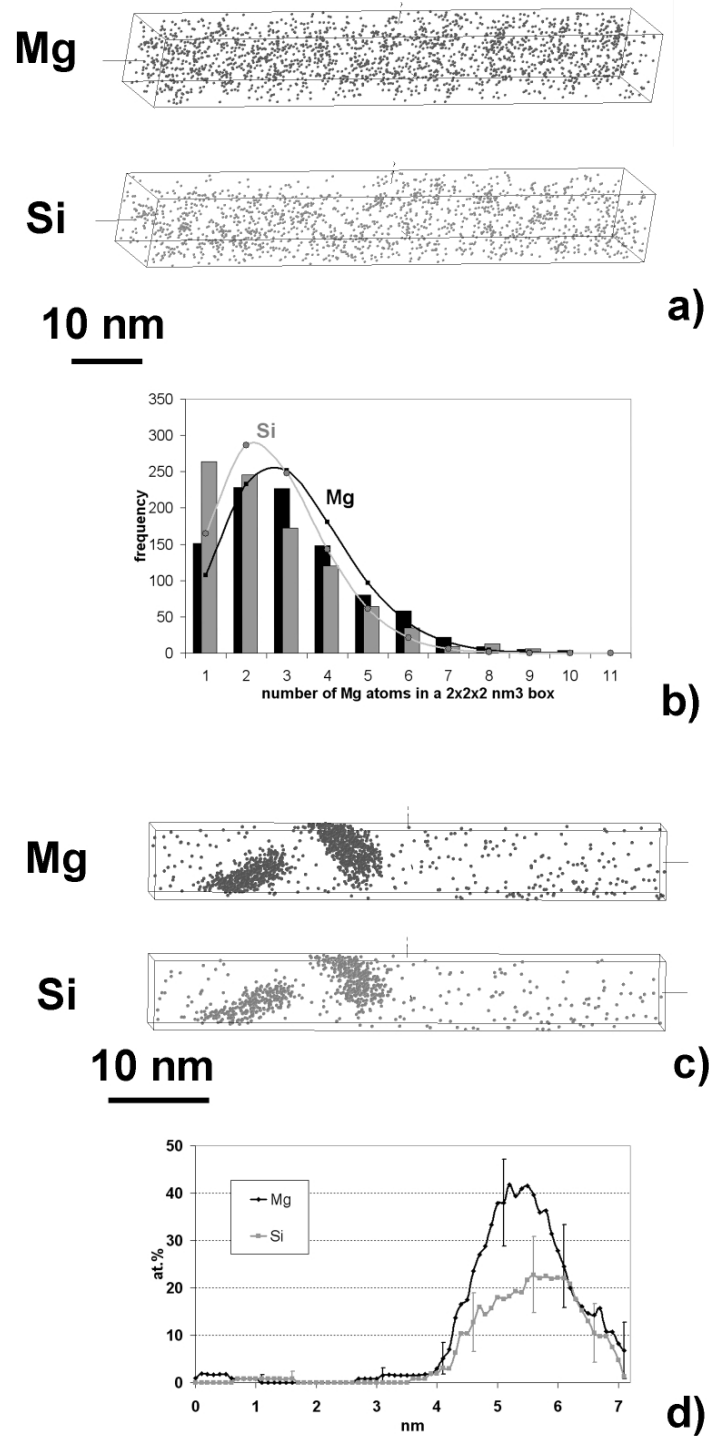 Mg
Si
a)
10 nm
350
300
250
200
150
100
50
0
frequency
Si
Mg
1 2 3 4 5 6 7 8 9 10 11
number of Mg atoms in a 2x2x2 nm3 box
b)
Mg
Si
c)
10 nm
50
40
30
20
10
0
at.%
Mg
Si
0 1 2 3 4 5 6 7
nm
d)